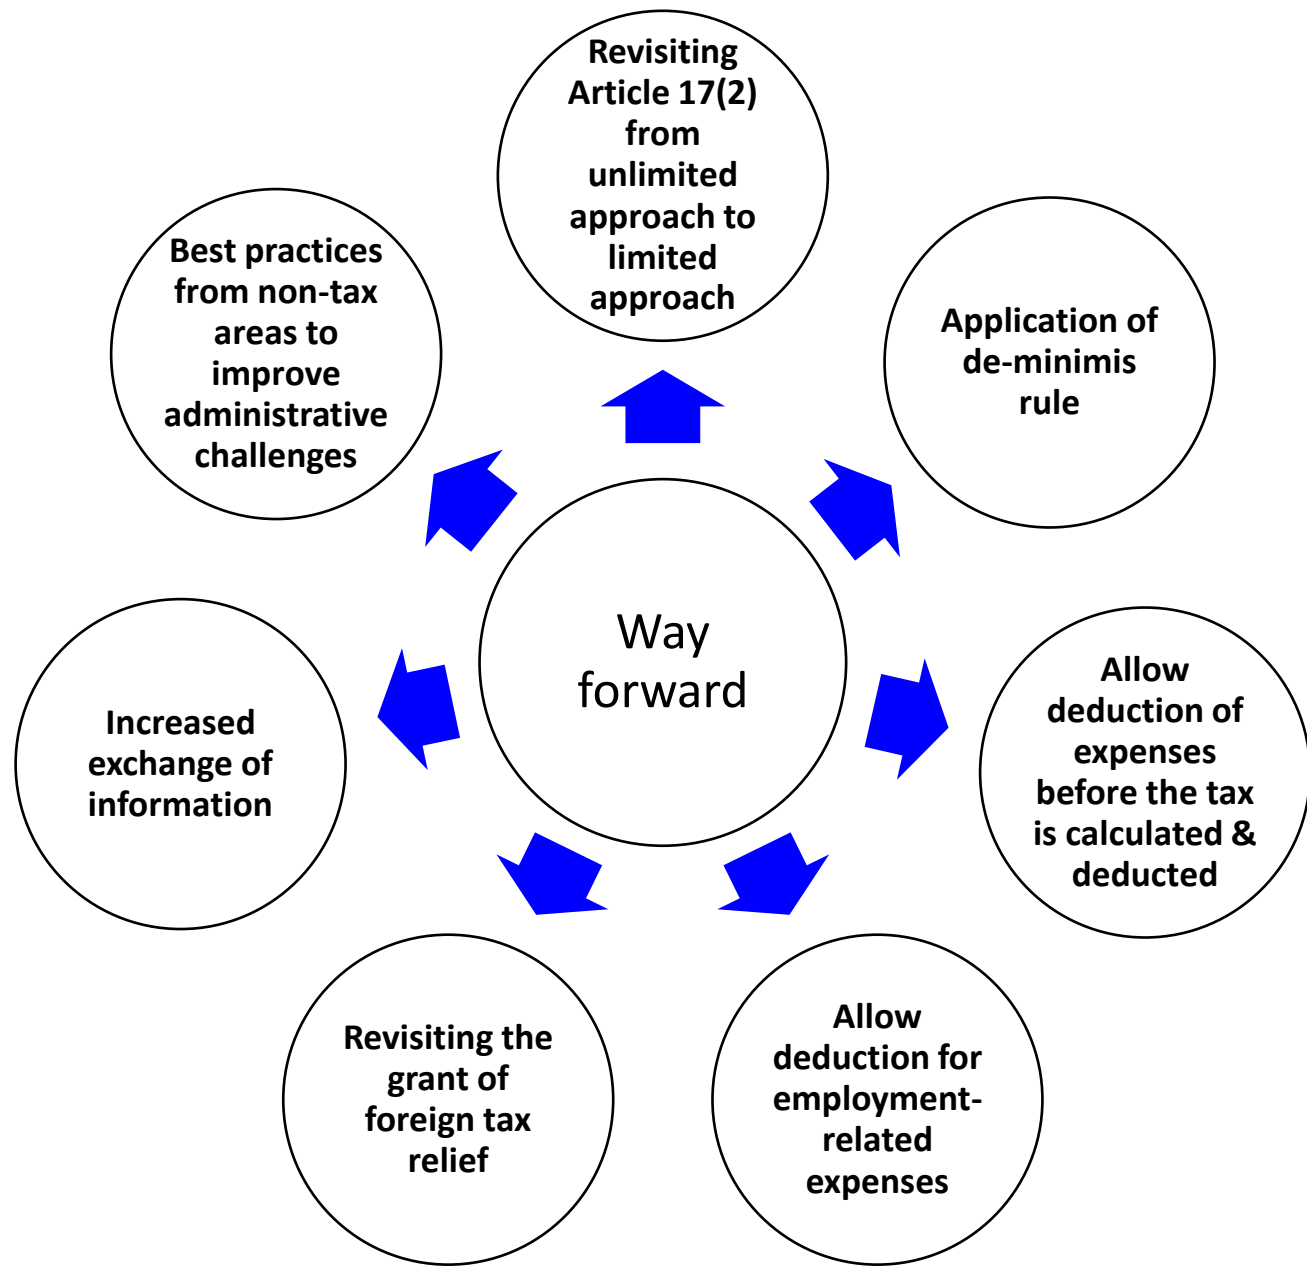 Revisiting
Article 17(2)
from
unlimited
approach to
limited
approach
Application of
de-minimis
rule
Allow
deduction of
expenses
before the tax
is calculated &
deducted
Allow
deduction for
employment-
related
expenses
Revisiting the
grant of
foreign tax
relief
Increased
exchange of
information
Best practices
from non-tax
areas to
improve
administrative
challenges
Way
forward